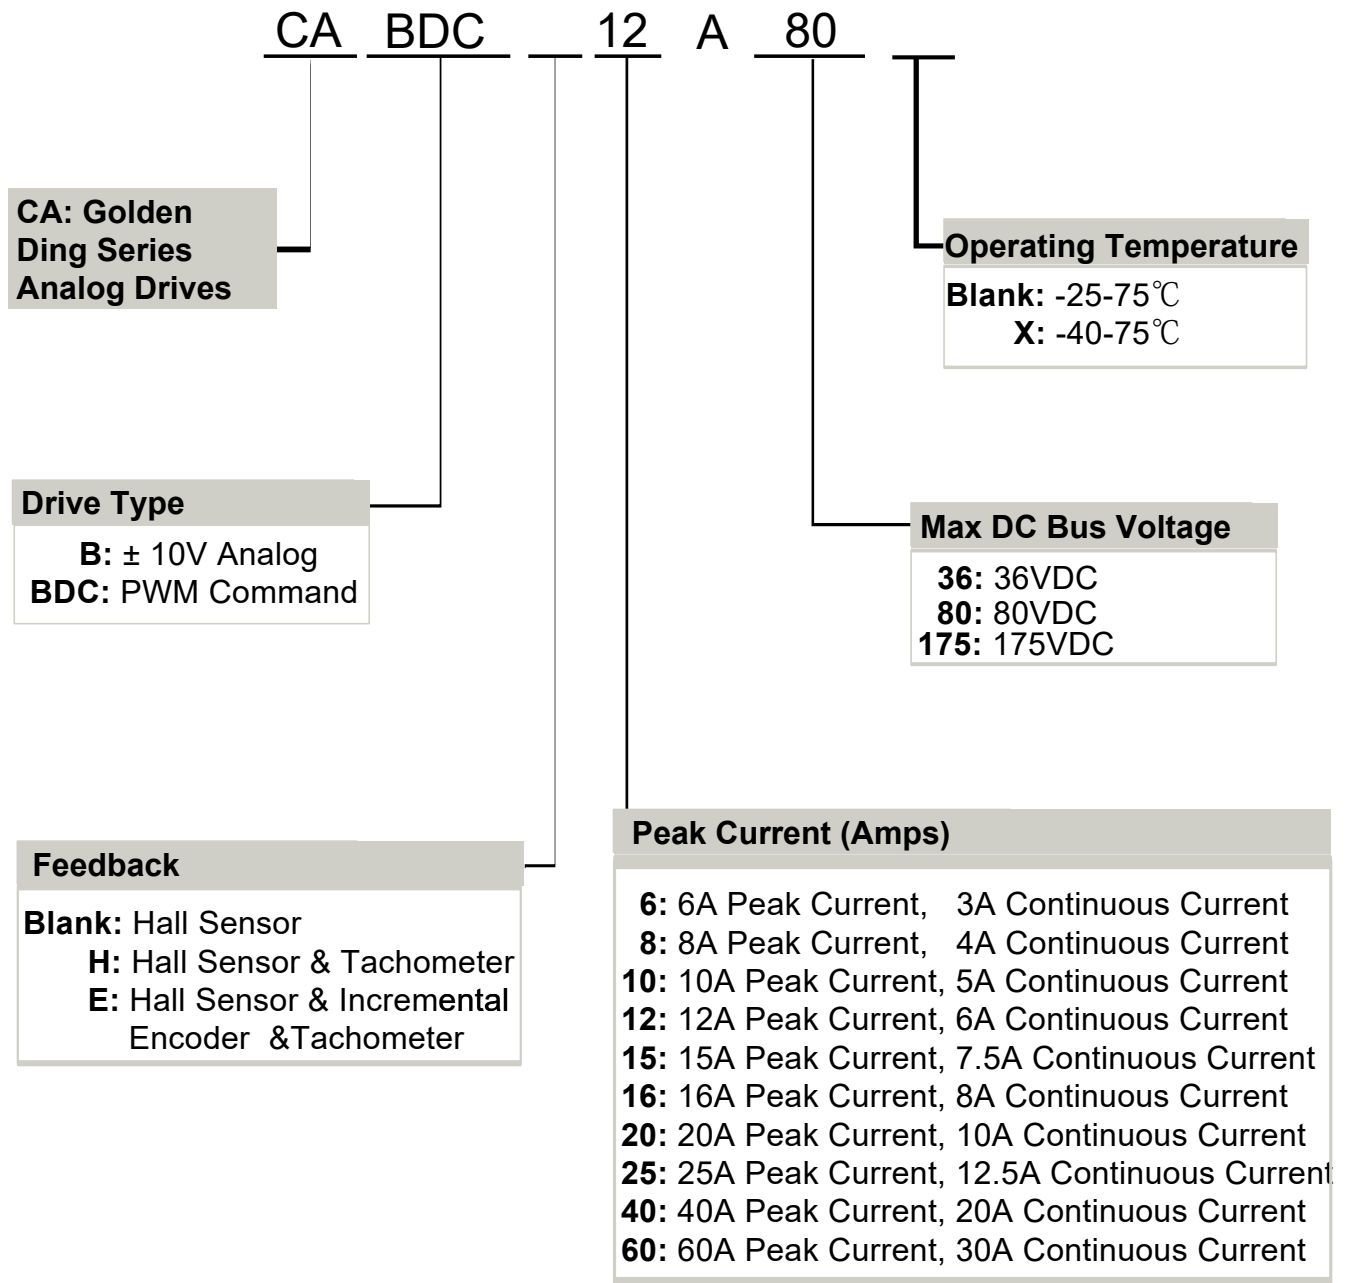 CA BDC 12 A 80
CA: Golden
Ding Series
Analog Drives
Operating Temperature
Blank: -25-75℃
X: -40-75℃
Drive Type
B: ± 10V Analog
BDC: PWM Command
Max DC Bus Voltage
36: 36VDC
80: 80VDC
175: 175VDC
Feedback
Blank: Hall Sensor
H: Hall Sensor & Tachometer
E: Hall Sensor & Incremental
Encoder &Tachometer
Peak Current (Amps)
6: 6A Peak Current, 3A Continuous Current
8: 8A Peak Current, 4A Continuous Current
10: 10A Peak Current, 5A Continuous Current
12: 12A Peak Current, 6A Continuous Current
15: 15A Peak Current, 7.5A Continuous Current
16: 16A Peak Current, 8A Continuous Current
20: 20A Peak Current, 10A Continuous Current
25: 25A Peak Current, 12.5A Continuous Current
40: 40A Peak Current, 20A Continuous Current
60: 60A Peak Current, 30A Continuous Current